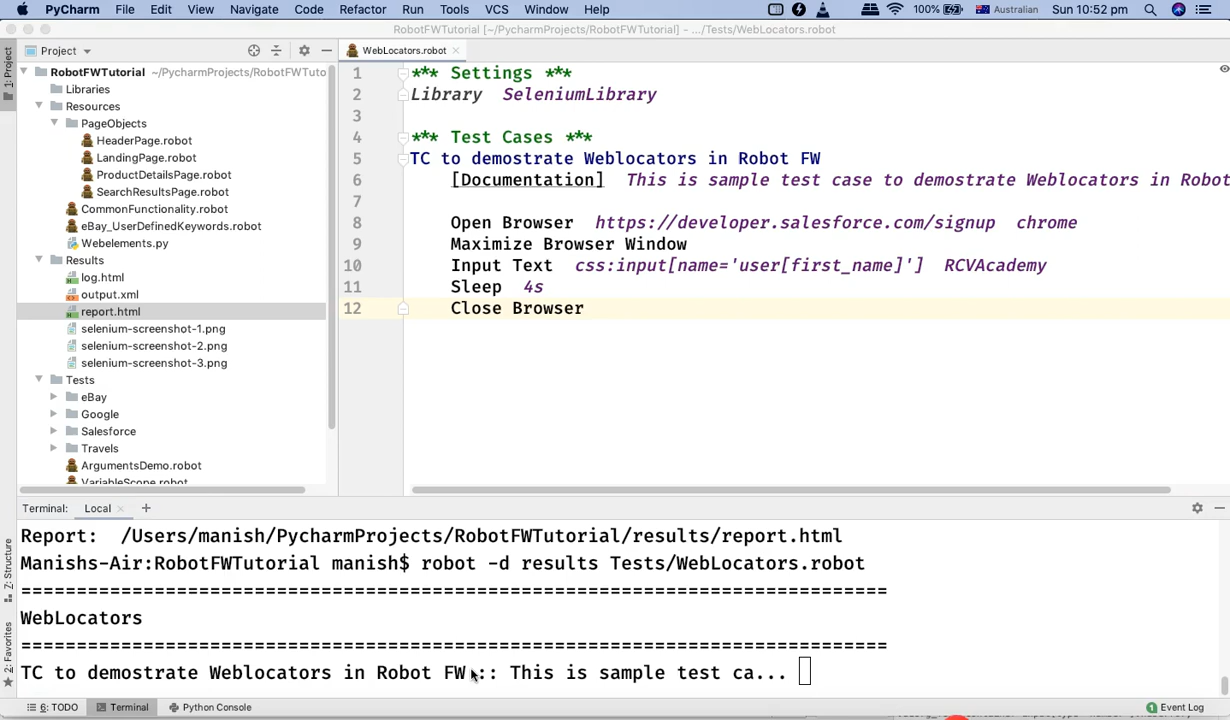 PyCharm File Edit View Navigate Code Refactor Run Tools VCS Window Help 100% Australian Sun 10:52 pm
RobotFWTutorial [~/PycharmProjects/RobotFWTutorial] - .../Tests/WebLocators.robot
Project
WebLocators.robot
1: Project
RobotFWTutorial ~/PycharmProjects/RobotFWTuto
Libraries
Resources
PageObjects
HeaderPage.robot
LandingPage.robot
ProductDetailsPage.robot
SearchResultsPage.robot
CommonFunctionality.robot
eBay_UserDefinedKeywords.robot
Webelements.py
Results
log.html
output.xml
report.html
selenium-screenshot-1.png
selenium-screenshot-2.png
selenium-screenshot-3.png
Tests
eBay
Google
Salesforce
Travels
ArgumentsDemo.robot
VariableScope.robot
1 *** Settings ***
2 Library SeleniumLibrary
3
4 *** Test Cases ***
5 TC to demostrate Weblocators in Robot FW
6 [Documentation] This is sample test case to demostrate Weblocators in Robot
7
8 Open Browser https://developer.salesforce.com/signup chrome
9 Maximize Browser Window
10 Input Text css:input[name='user[first_name]'] RCVAcademy
11 Sleep 4s
12 Close Browser
Terminal: Local
Report: /Users/manish/PycharmProjects/RobotFWTutorial/results/report.html
Manishs-Air:RobotFWTutorial manish$ robot -d results Tests/WebLocators.robot
==============================================================================
WebLocators
==============================================================================
TC to demostrate Weblocators in Robot FW :: This is sample test ca...
Z: Structure
2: Favorites
6: TODO Terminal Python Console 1 Event Log